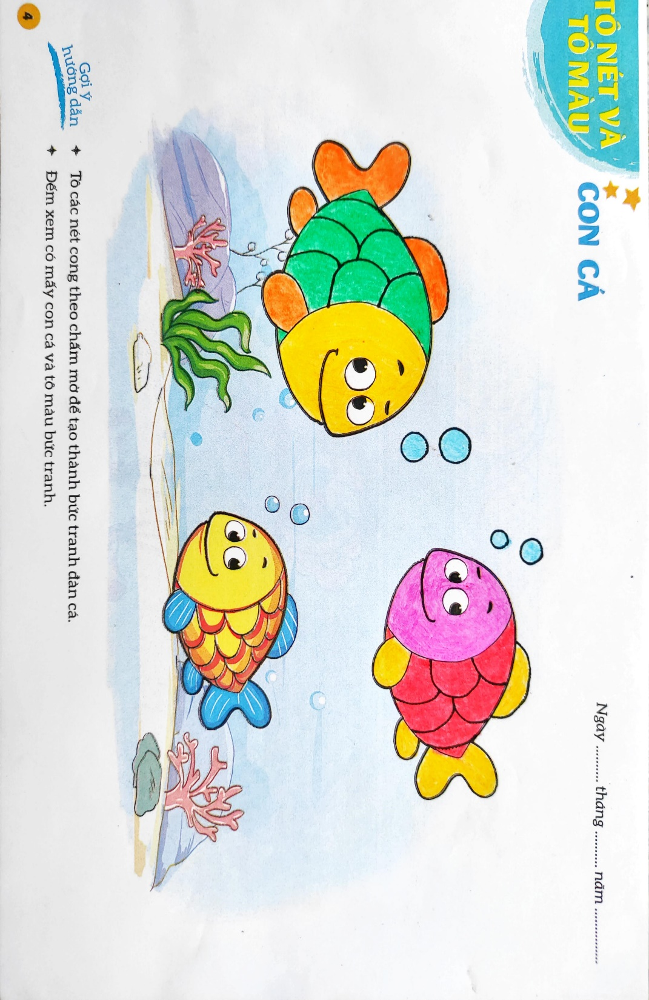 TÔ NÉT VÀ
TÔ MÀU
CON CÁ
Ngày ........... tháng ........... năm .................
Gợi ý
hướng dẫn
Tô các nét cong theo chấm mờ để tạo thành bức tranh đàn cá.
Đếm xem có mấy con cá và tô màu bức tranh.
4